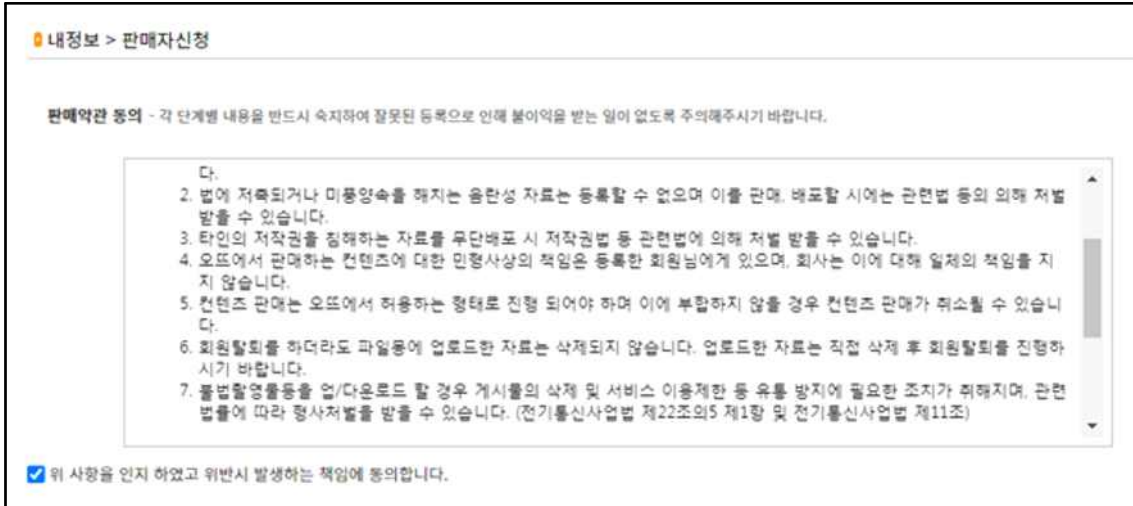 내정보 > 판매자신청
판매약관 동의 - 각 단계별 내용을 반드시 숙지하여 잘못된 등록으로 인해 불이익을 받는 일이 없도록 주의해주시기 바랍니다.
다.
2. 법에 저촉되거나 미풍양속을 해치는 음란성 자료는 등록할 수 없으며 이를 판매, 배포할 시에는 관련법 등의 의해 처벌
받을 수 있습니다.
3. 타인의 저작권을 침해하는 자료를 무단배포 시 저작권법 등 관련법에 의해 처벌 받을 수 있습니다.
4. 오뜨에서 판매하는 컨텐츠에 대한 민형사상의 책임은 등록한 회원님에게 있으며, 회사는 이에 대해 일체의 책임을 지
지 않습니다.
5. 컨텐츠 판매는 오뜨에서 허용하는 형태로 진행 되어야 하며 이에 부합하지 않을 경우 컨텐츠 판매가 취소될 수 있습니
다.
6. 회원탈퇴를 하더라도 파일몽에 업로드한 자료는 삭제되지 않습니다. 업로드한 자료는 직접 삭제 후 회원탈퇴를 진행하
시기 바랍니다.
7. 불법촬영물등을 업/다운로드 할 경우 게시물의 삭제 및 서비스 이용제한 등 유통 방지에 필요한 조치가 취해지며, 관련
법률에 따라 형사처벌을 받을 수 있습니다. (전기통신사업법 제22조의5 제1항 및 전기통신사업법 제11조)
위 사항을 인지 하였고 위반시 발생하는 책임에 동의합니다.